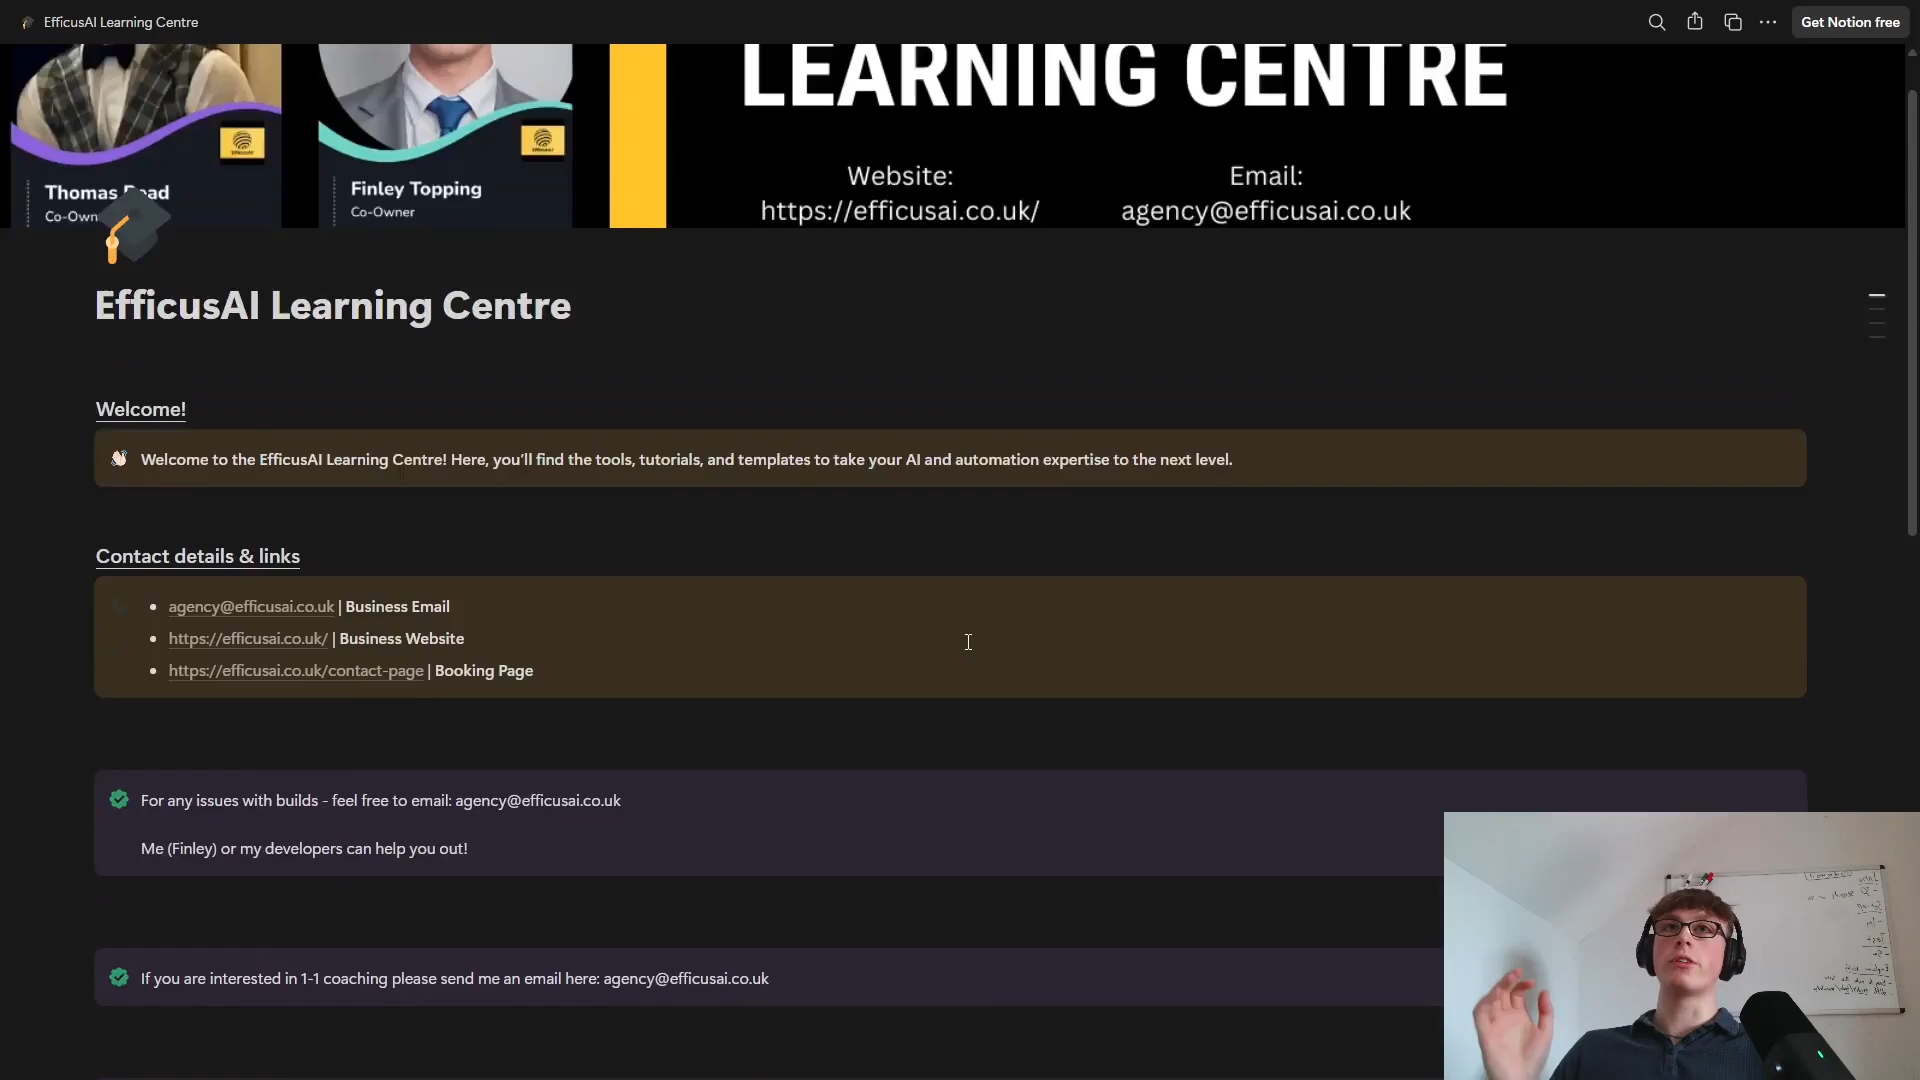 EfficusAI Learning Centre
Get Notion free
LEARNING CENTRE
Website:
Email:
https://efficusai.co.uk/
agency@efficusai.co.uk
Thomas
Co-Own
Finley Topping
Co-Owner
EfficusAI Learning Centre
Welcome!
Welcome to the EfficusAI Learning Centre! Here, you’ll find the tools, tutorials, and templates to take your AI and automation expertise to the next level.
Contact details & links
• agency@efficusai.co.uk | Business Email
• https://efficusai.co.uk/ | Business Website
• https://efficusai.co.uk/contact-page | Booking Page
For any issues with builds - feel free to email: agency@efficusai.co.uk
Me (Finley) or my developers can help you out!
If you are interested in 1-1 coaching please send me an email here: agency@efficusai.co.uk